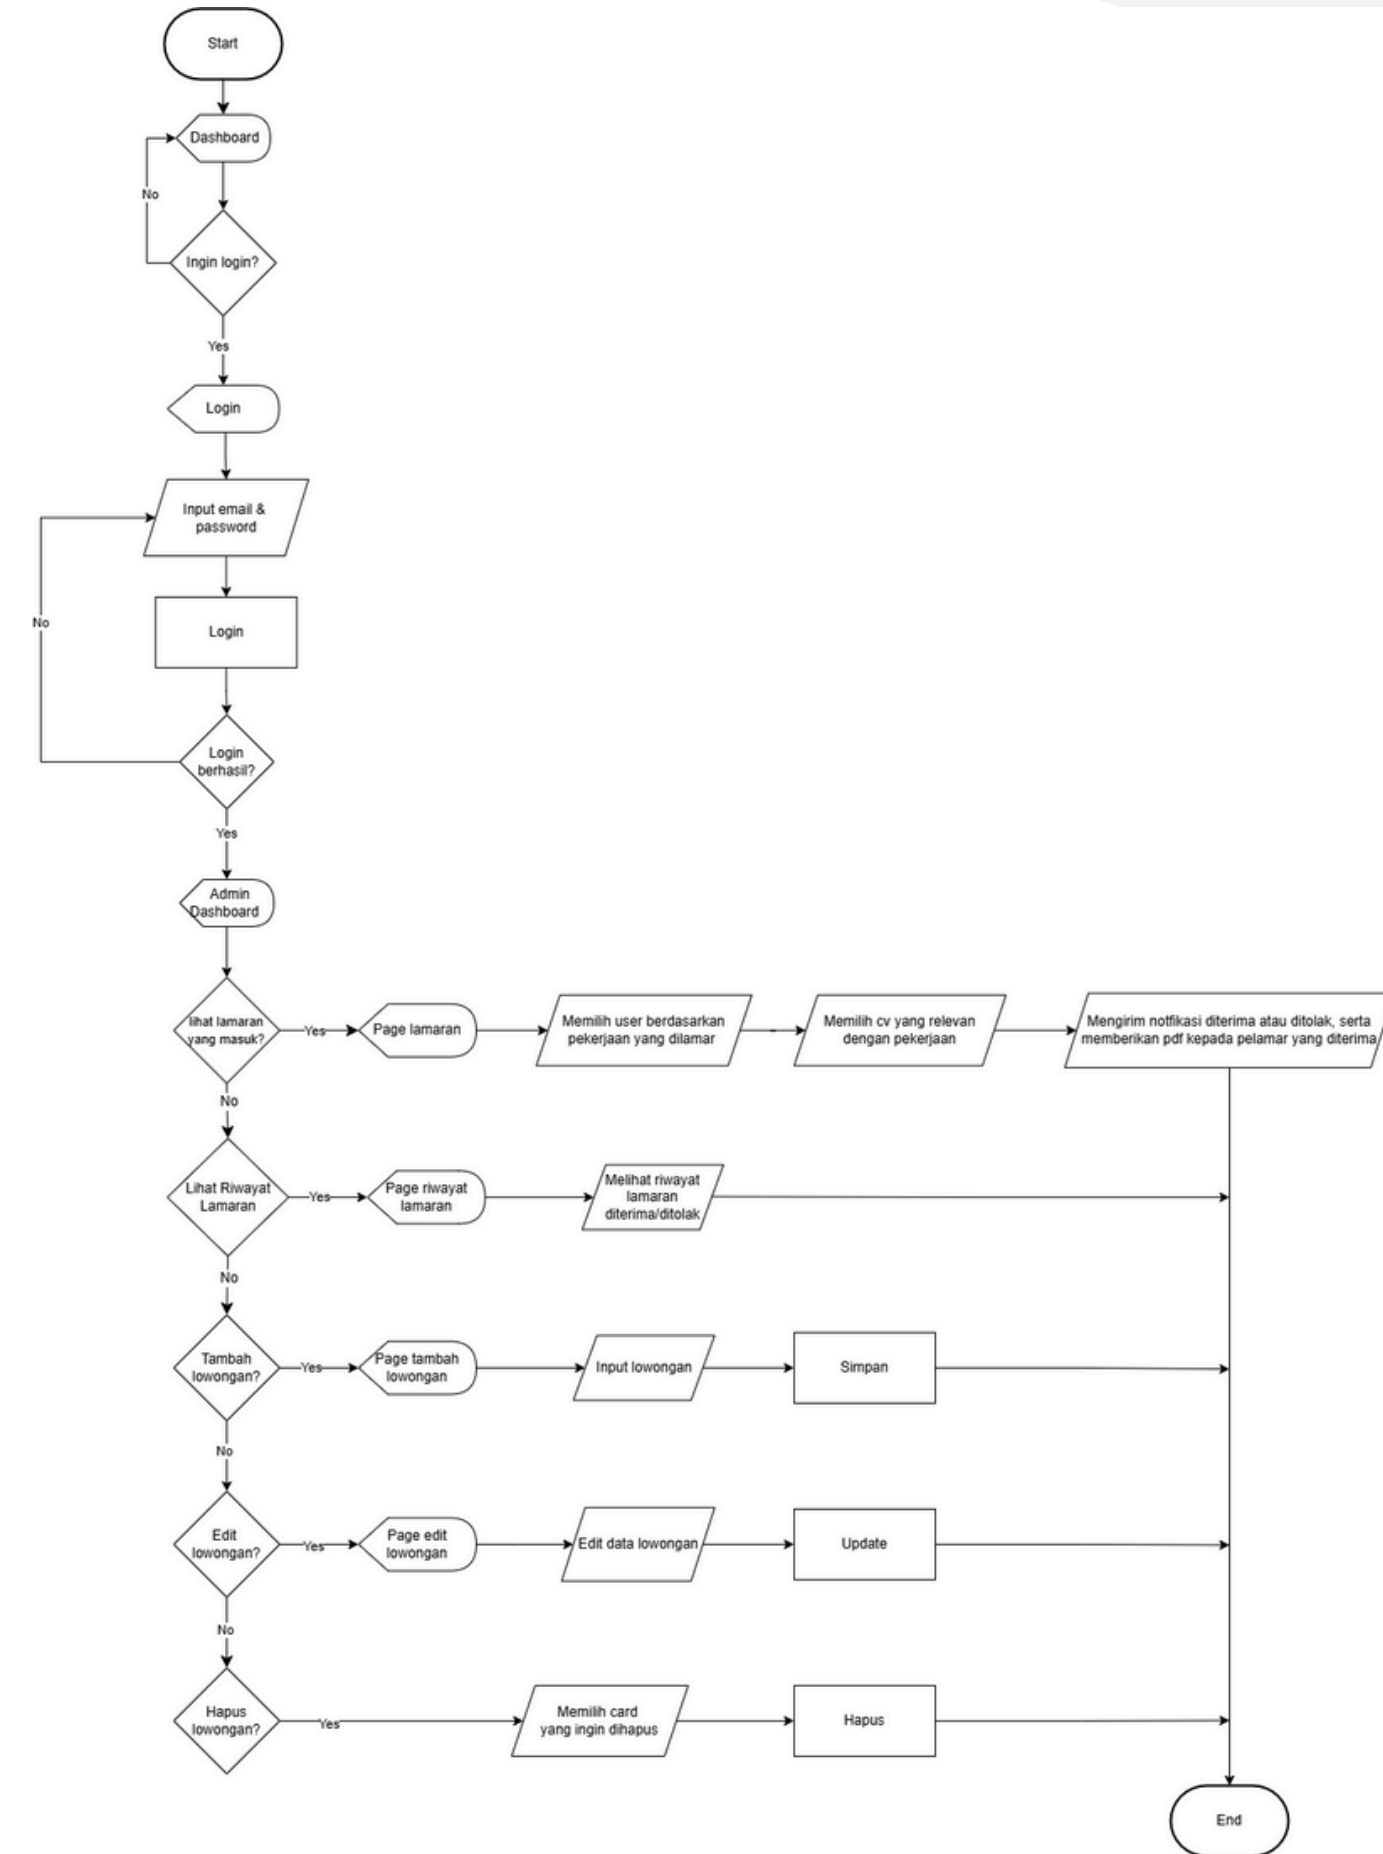 Start
Dashboard
No
Ingin login?
Yes
Login
Input email &
password
No
Login
Login
berhasil?
Yes
Admin
Dashboard
lihat lamaran
yang masuk?
Yes
Page lamaran
Memilih user berdasarkan
pekerjaan yang dilamar
Memilih cv yang relevan
dengan pekerjaan
Mengirim notfikasi diterima atau ditolak, serta
memberikan pdf kepada pelamar yang diterima
No
Lihat Riwayat
Lamaran
Yes
Page riwayat
lamaran
Melihat riwayat
lamaran
diterima/ditolak
No
Tambah
lowongan?
Yes
Page tambah
lowongan
Input lowongan
Simpan
No
Edit
lowongan?
Yes
Page edit
lowongan
Edit data lowongan
Update
No
Hapus
lowongan?
Yes
Memilih card
yang ingin dihapus
Hapus
End